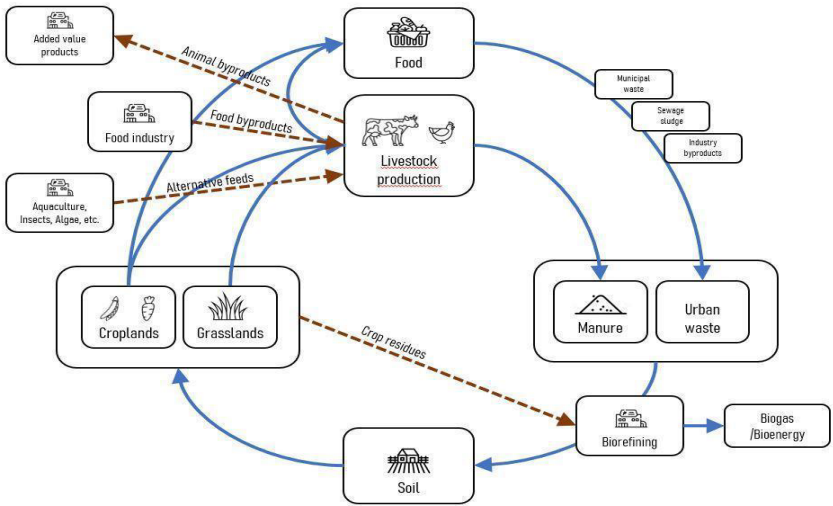 Added value
products
Animal byproducts
Food
Municipal
waste
Sewage
sludge
Industry
byproducts
Food industry
Food byproducts
Livestock
production
Alternative feeds
Aquaculture,
Insects, Algae, etc.
Croplands
Grasslands
Manure
Urban
waste
Crop residues
Biorefining
Biogas
/Bioenergy
Soil